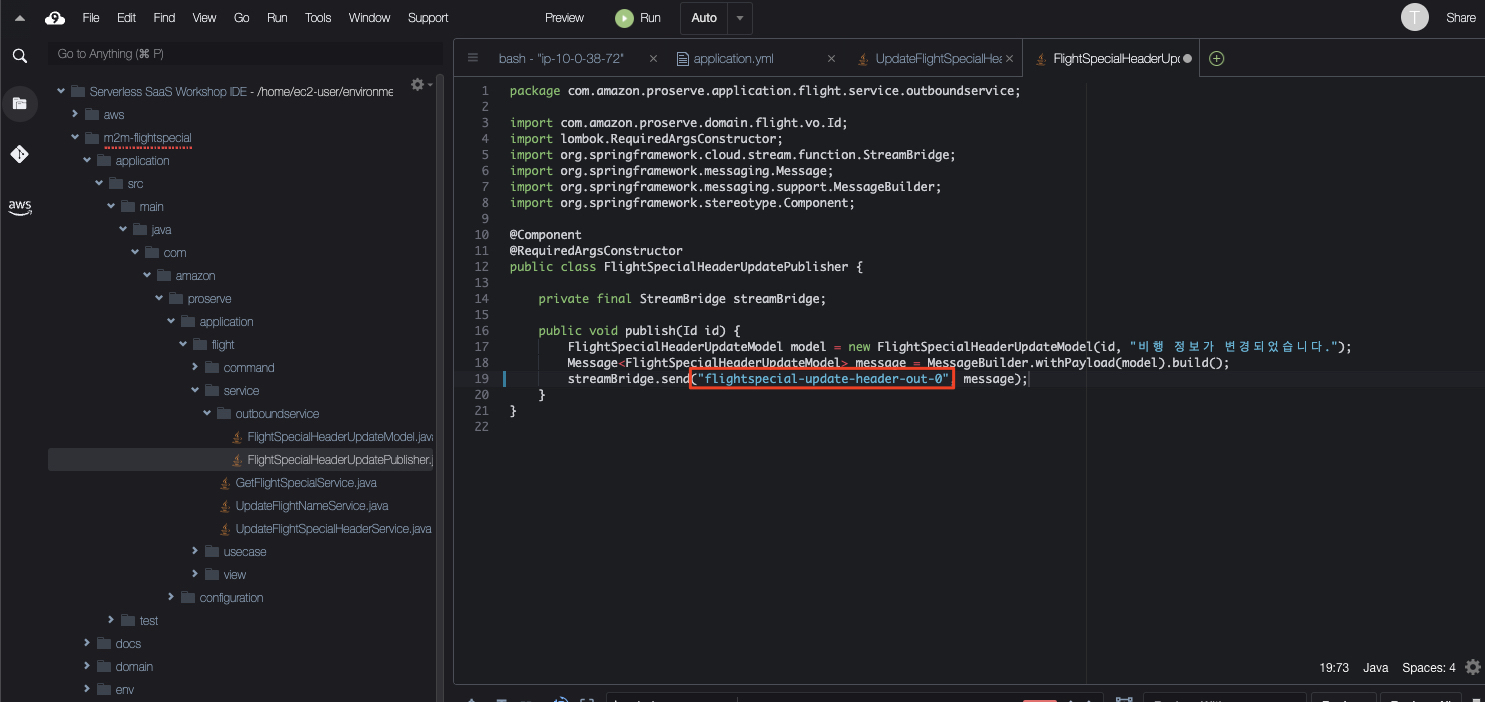 File Edit Find View Go Run Tools Window Support Preview Run Auto T Share
Go to Anything (⌘ P)
bash - "ip-10-0-38-72" × application.yml × UpdateFlightSpecialHea × FlightSpecialHeaderUpd
Serverless SaaS Workshop IDE - /home/ec2-user/environme
aws
m2m-flightspecial
application
src
main
java
com
amazon
proserve
application
flight
command
service
outboundservice
FlightSpecialHeaderUpdateModel.java
FlightSpecialHeaderUpdatePublisher.j
GetFlightSpecialService.java
UpdateFlightNameService.java
UpdateFlightSpecialHeaderService.java
usecase
view
configuration
test
docs
domain
env
aws
1 package com.amazon.proserve.application.flight.service.outboundservice;
2
3 import com.amazon.proserve.domain.flight.vo.Id;
4 import lombok.RequiredArgsConstructor;
5 import org.springframework.cloud.stream.function.StreamBridge;
6 import org.springframework.messaging.Message;
7 import org.springframework.messaging.support.MessageBuilder;
8 import org.springframework.stereotype.Component;
9
10 @Component
11 @RequiredArgsConstructor
12 public class FlightSpecialHeaderUpdatePublisher {
13
14 private final StreamBridge streamBridge;
15
16 public void publish(Id id) {
17 FlightSpecialHeaderUpdateModel model = new FlightSpecialHeaderUpdateModel(id, "비행 정보가 변경되었습니다.");
18 Message<FlightSpecialHeaderUpdateModel> message = MessageBuilder.withPayload(model).build();
19 streamBridge.send("flightspecial-update-header-out-0" message);
20 }
21 }
22
19:73 Java Spaces: 4